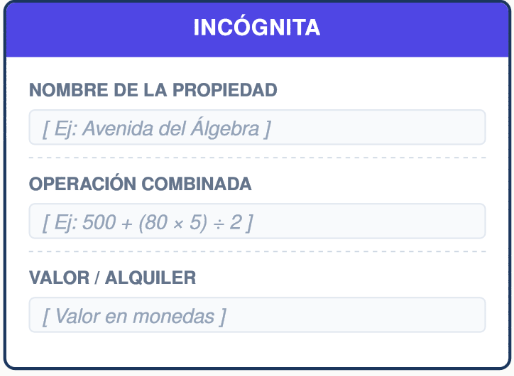 INCÓGNITA
NOMBRE DE LA PROPIEDAD
[ Ej: Avenida del Álgebra ]
OPERACIÓN COMBINADA
[ Ej: 500 + (80 × 5) ÷ 2 ]
VALOR / ALQUILER
[ Valor en monedas ]